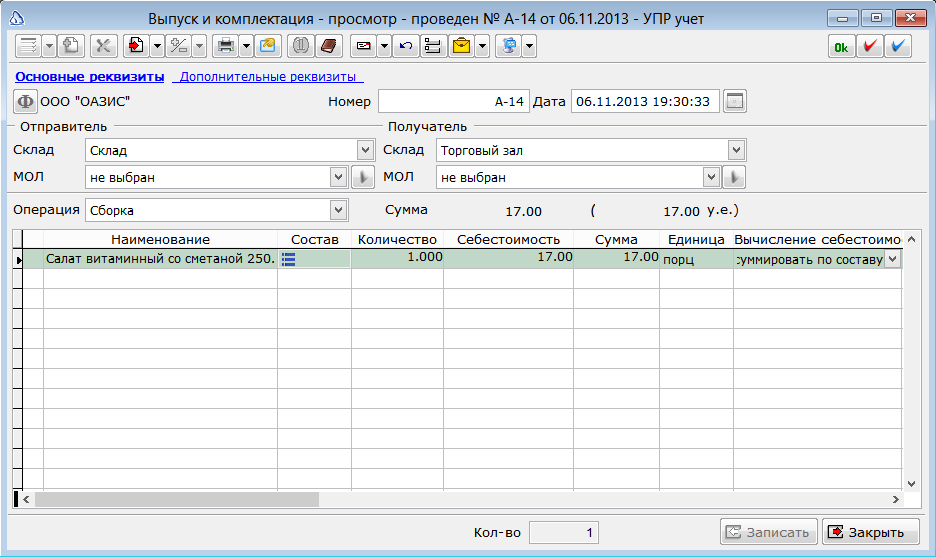 Выпуск и комплектация - просмотр - проведен № А-14 от 06.11.2013 - УПР учет
Ok
Основные реквизиты Дополнительные реквизиты
Ф ООО "ОАЗИС" Номер А-14 Дата 06.11.2013 19:30:33
Отправитель Получатель
Склад Склад Склад Торговый зал
МОЛ не выбран МОЛ не выбран
Операция Сборка Сумма 17.00 ( 17.00 у.е.)
Наименование Состав Количество Себестоимость Сумма Единица Вычисление себестоимо
Салат витаминный со сметаной 250. 1.000 17.00 17.00 порц суммировать по составу
Кол-во 1 Записать Закрыть